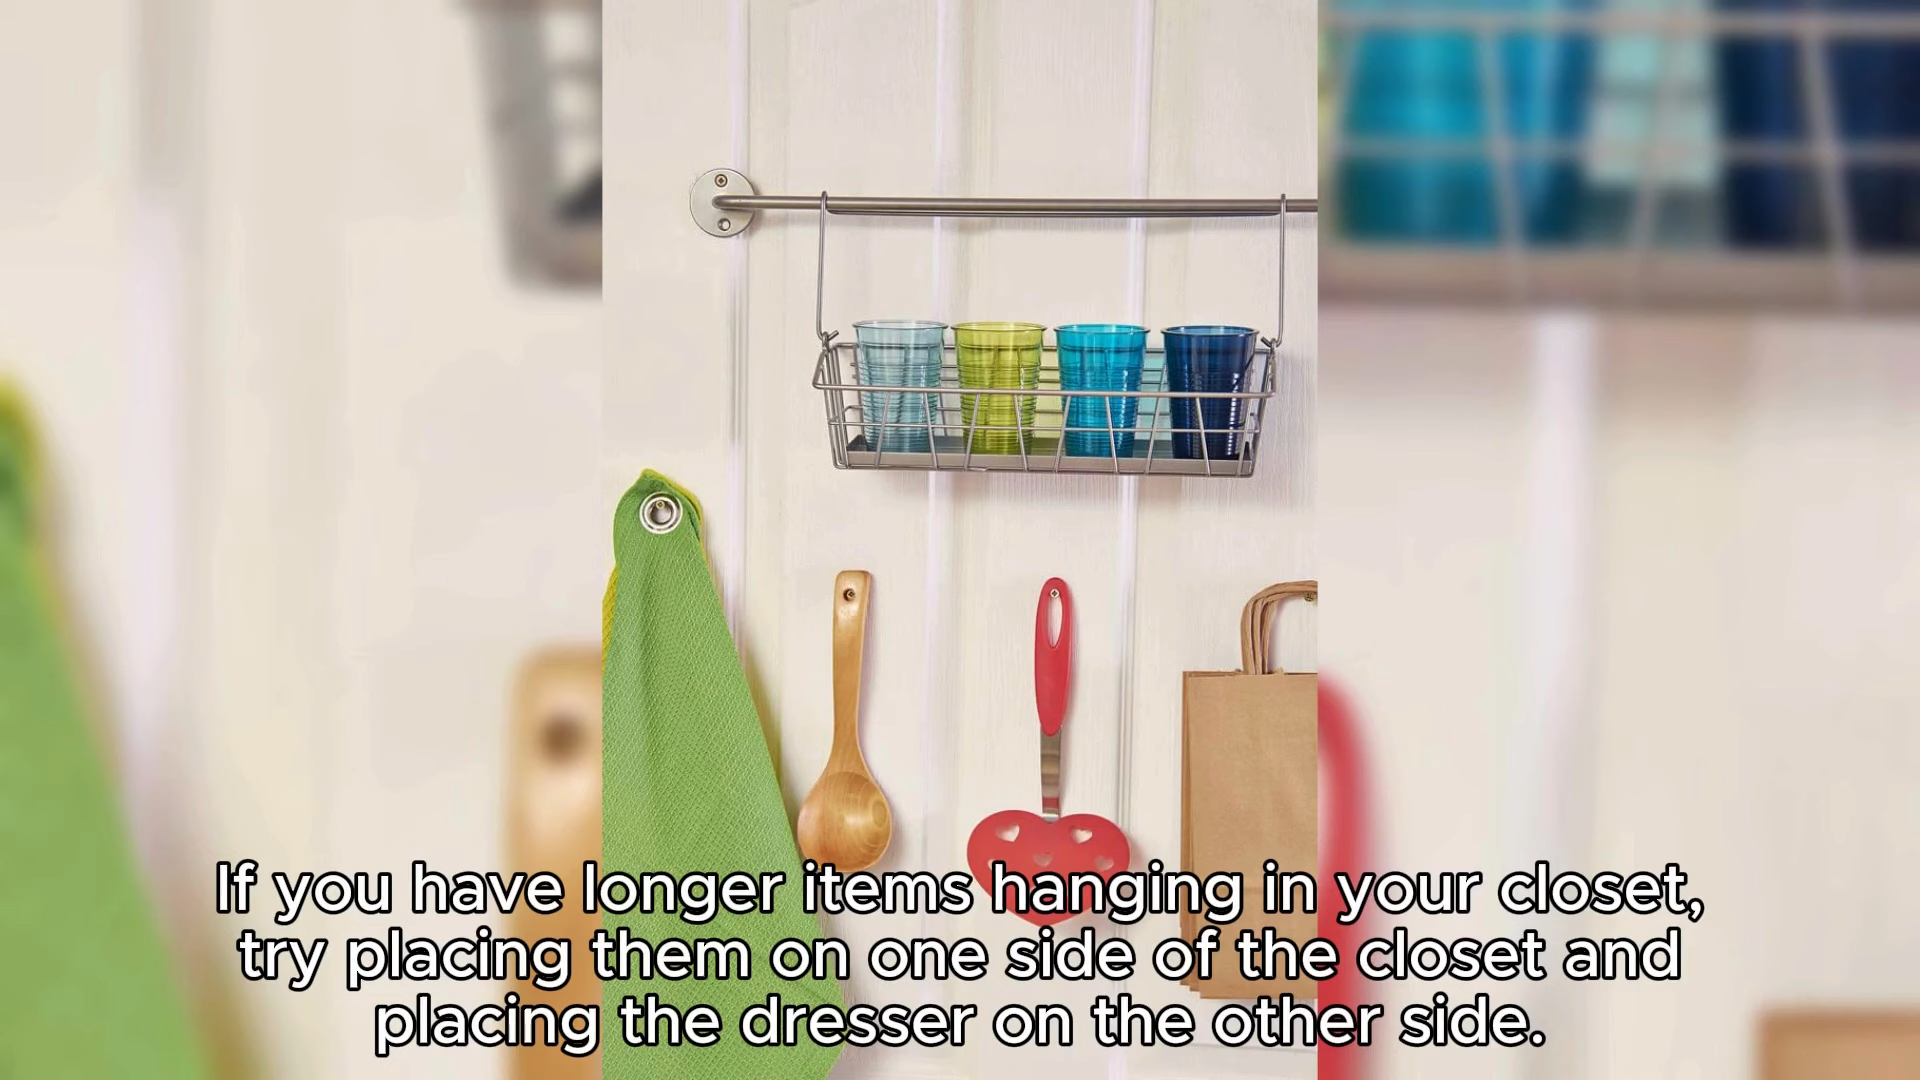 If you have longer items hanging in your closet,
try placing them on one side of the closet and
placing the dresser on the other side.